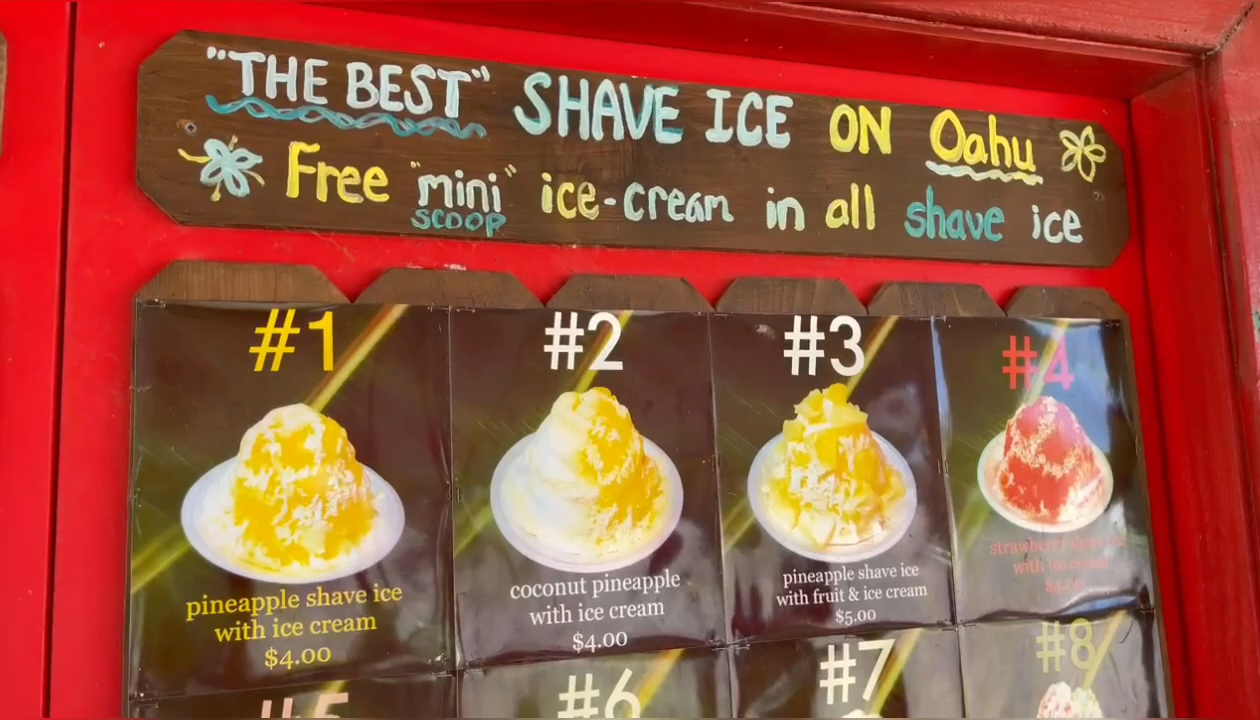 "THE BEST" SHAVE ICE ON Oahu
Free "mini" ice-cream in all shave ice
scoop
#1
pineapple shave ice
with ice cream
$4.00
#2
coconut pineapple
with ice cream
$4.00
#3
pineapple shave ice
with fruit & ice cream
$5.00
#4
strawberry
with ice cream
$4.00
#5
#6
#7
#8